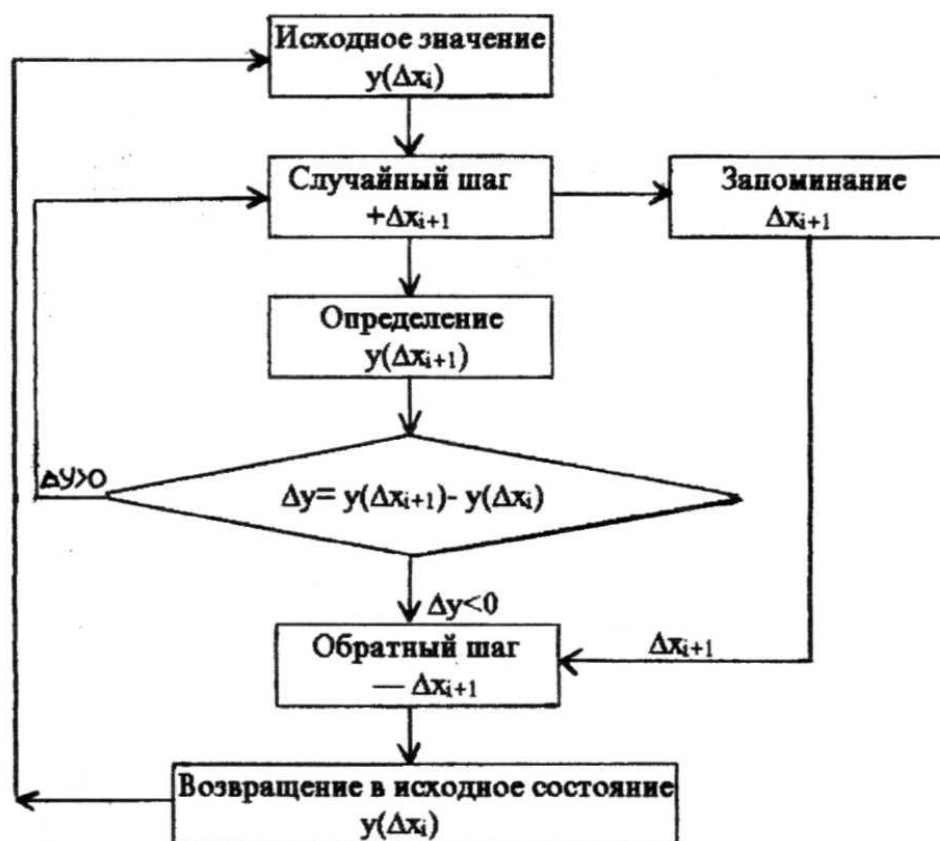 Исходное значение
y(Δxᵢ)
Случайный шаг
+Δxᵢ₊₁
Запоминание
Δxᵢ₊₁
Определение
y(Δxᵢ₊₁)
ΔУ>0
Δy= y(Δxᵢ₊₁)- y(Δxᵢ)
Δy<0
Обратный шаг
— Δxᵢ₊₁
Δxᵢ₊₁
Возвращение в исходное состояние
y(Δxᵢ)